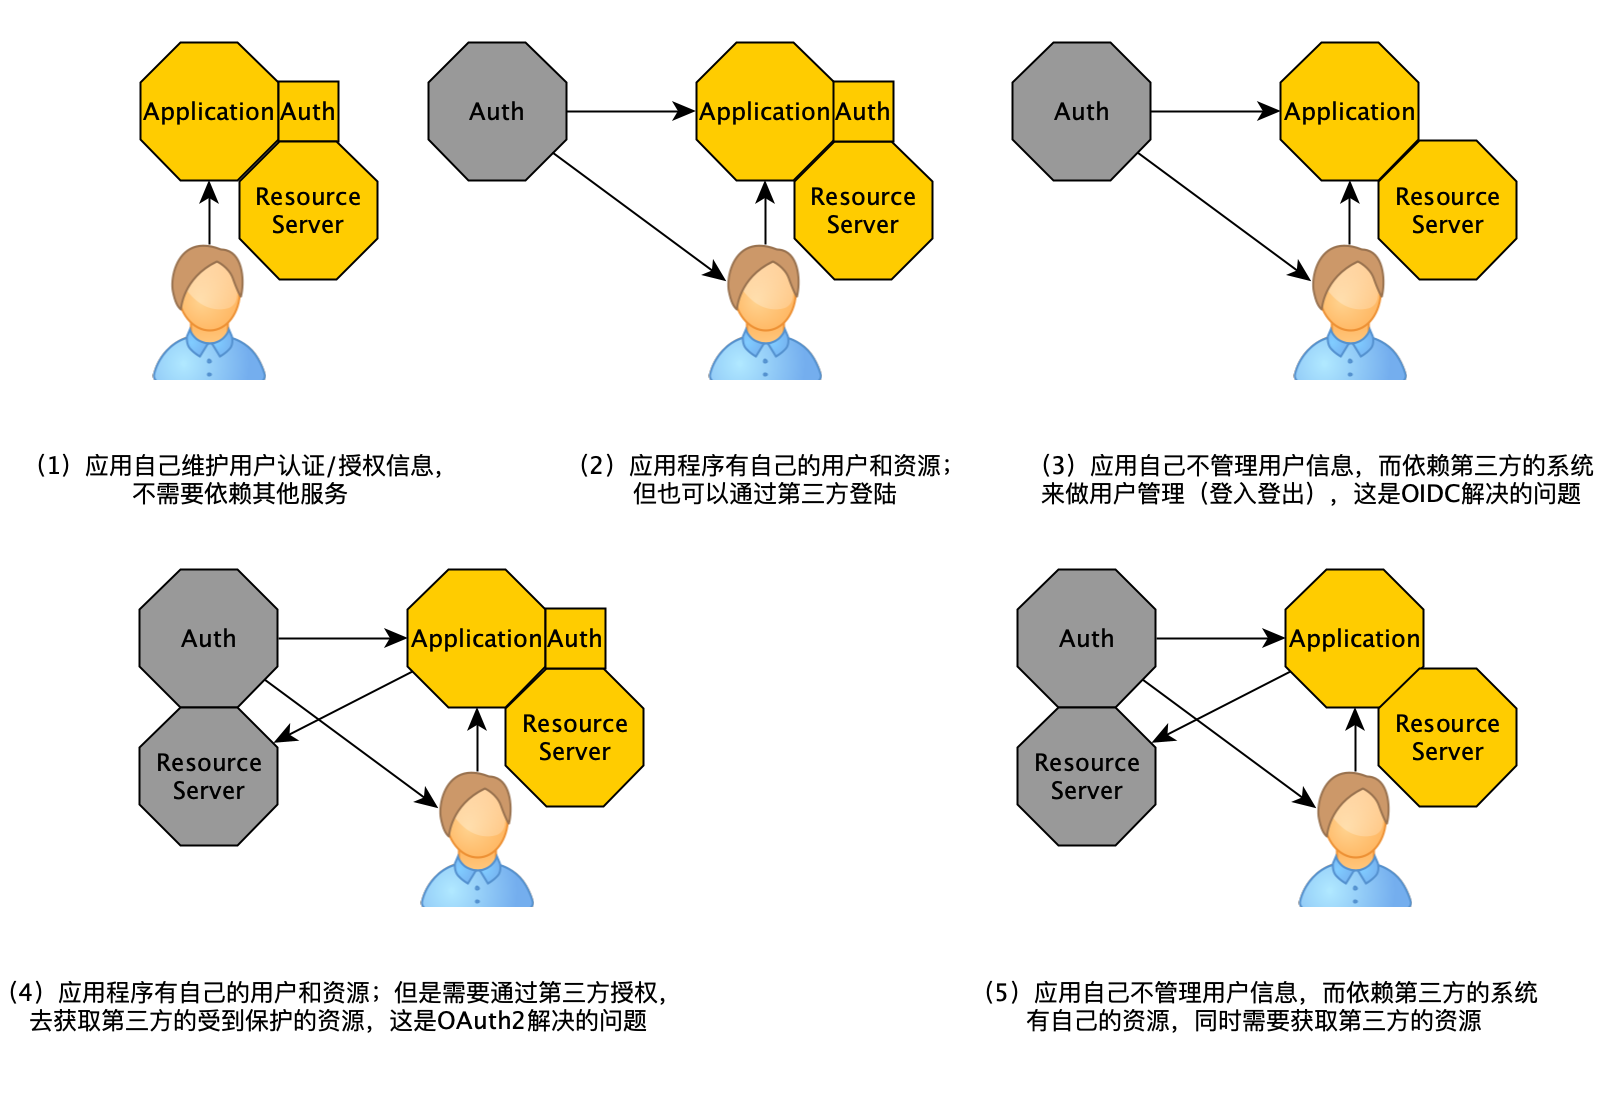 Application
Auth
Resource
Server
Auth
Application
Auth
Resource
Server
Auth
Application
Resource
Server
（1）应用自己维护用户认证/授权信息，
不需要依赖其他服务
（2）应用程序有自己的用户和资源；
但也可以通过第三方登陆
（3）应用自己不管理用户信息，而依赖第三方的系统
来做用户管理（登入登出），这是OIDC解决的问题
Auth
Application
Auth
Resource
Server
Resource
Server
Auth
Application
Resource
Server
Resource
Server
（4）应用程序有自己的用户和资源；但是需要通过第三方授权，
去获取第三方的受到保护的资源，这是OAuth2解决的问题
（5）应用自己不管理用户信息，而依赖第三方的系统
有自己的资源，同时需要获取第三方的资源